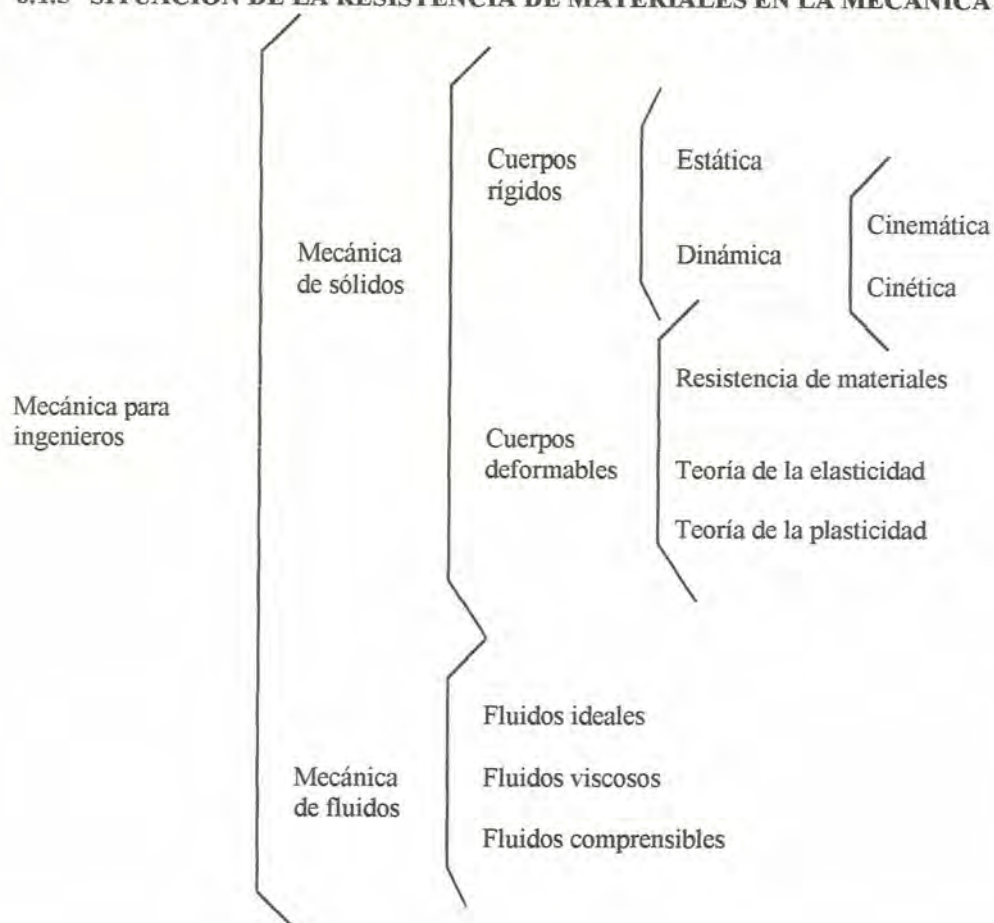 SITUACIÓN DE LA RESISTENCIA DE MATERIALES EN LA MECÁNICA
Cuerpos
rígidos
Estática
Dinámica
Cinemática
Cinética
Mecánica
de sólidos
Resistencia de materiales
Mecánica para
ingenieros
Cuerpos
deformables
Teoría de la elasticidad
Teoría de la plasticidad
Fluidos ideales
Mecánica
de fluidos
Fluidos viscosos
Fluidos comprensibles